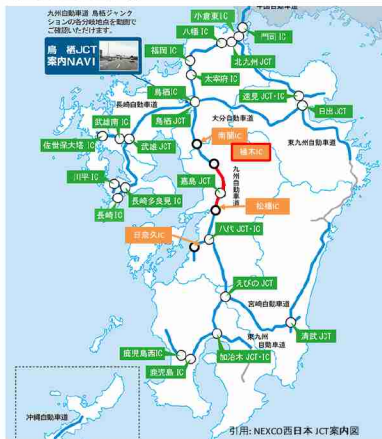 九州自動車道 鳥栖ジャンク
ションの各分岐地点を動画で
ご確認いただけます。
鳥 栖JCT
案内NAVI
小倉東IC
八幡IC
門司IC
福岡IC
北九州JCT
太宰府IC
鳥栖IC
速見JCT・IC
日出JCT
長崎自動車道
大分自動車道
東九州自動車道
武雄南IC
鳥栖JCT
佐世保大塔IC
武雄JCT
南関IC
植木IC
川平IC
嘉島JCT
九州自動車道
長崎IC
長崎多良見IC
松橋IC
日奈久IC
八代JCT・IC
えびのJCT
宮崎自動車道
東九州
自動車道
清武JCT
鹿児島西IC
加治木JCT・IC
鹿児島IC
沖縄自動車道
引用: NEXCO西日本 JCT案内図